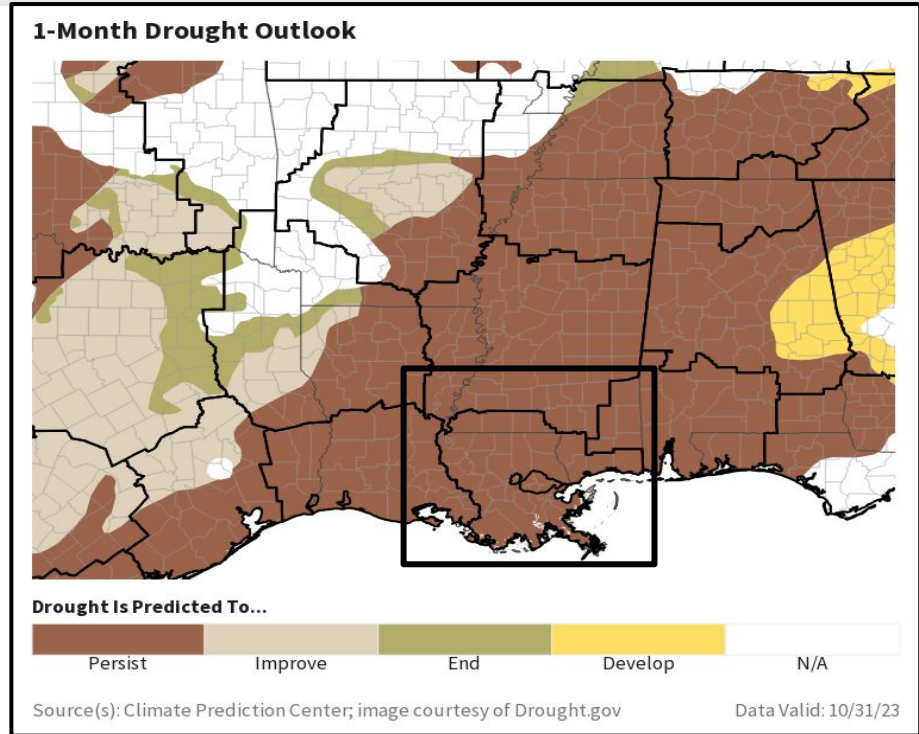 1-Month Drought Outlook
Drought Is Predicted To...
Persist Improve End Develop N/A
Source(s): Climate Prediction Center; image courtesy of Drought.gov Data Valid: 10/31/23